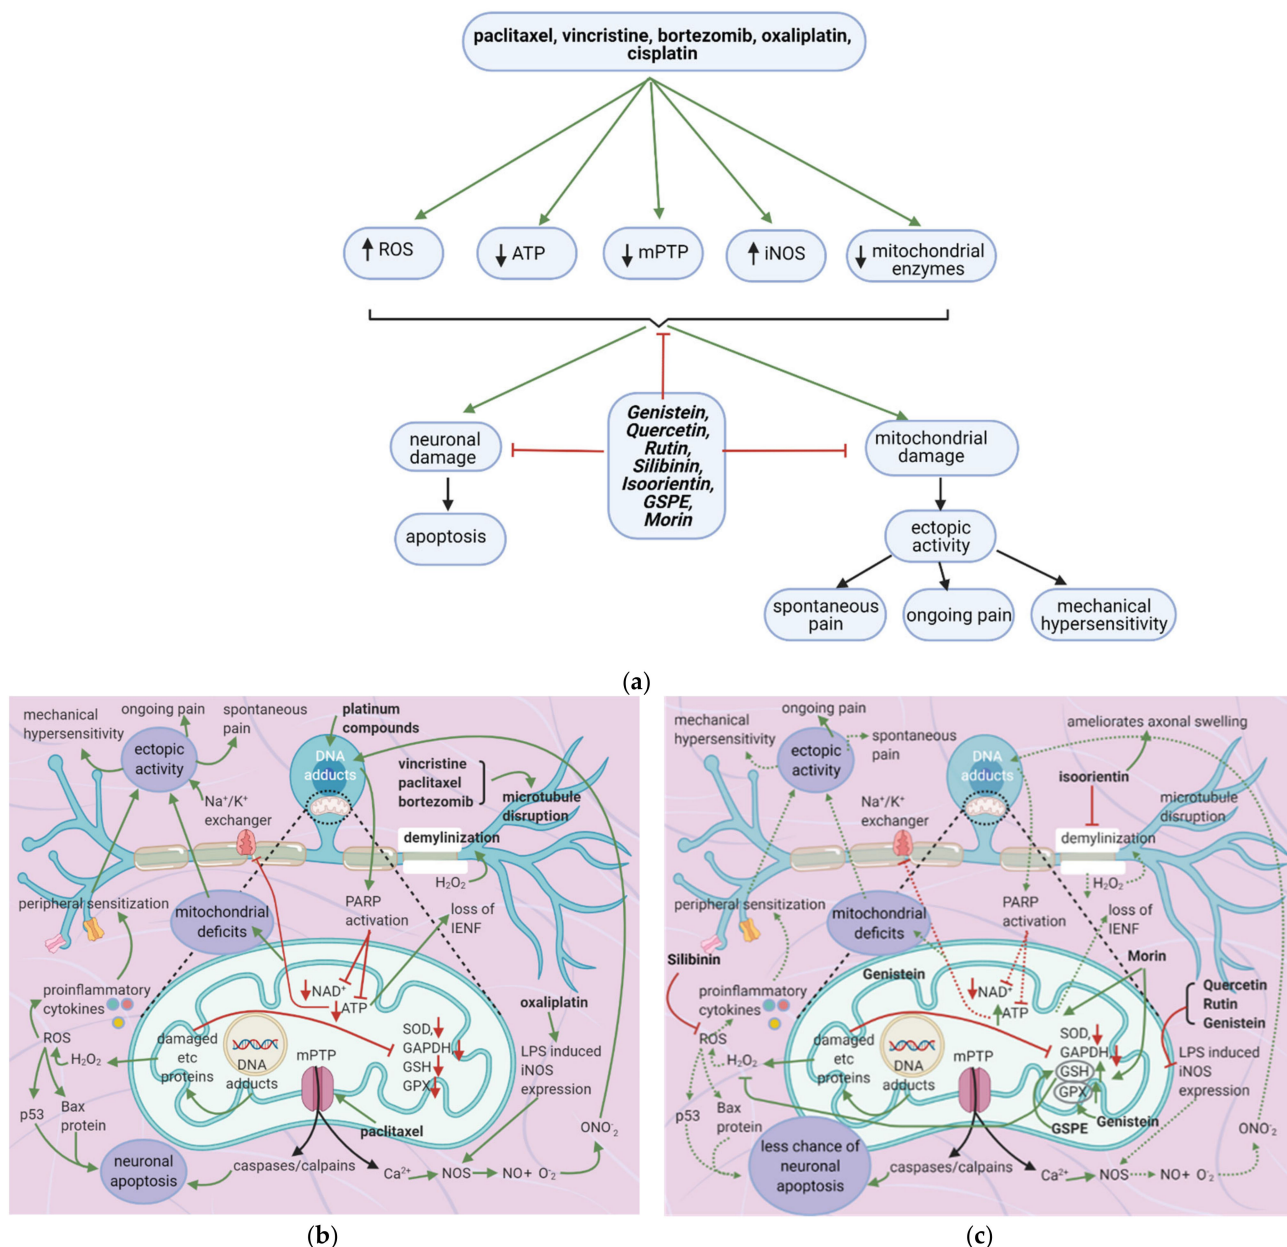 paclitaxel, vincristine, bortezomib, oxaliplatin,
cisplatin
ROS
ATP
mPTP
iNOS
mitochondrial
enzymes
neuronal
damage
Genistein,
Quercetin,
Rutin,
Silibinin,
Isoorientin,
GSPE,
Morin
mitochondrial
damage
apoptosis
ectopic
activity
spontaneous
pain
ongoing pain
mechanical
hypersensitivity
(a)
mechanical
hypersensitivity
ongoing pain
spontaneous
pain
ectopic
activity
platinum
compounds
DNA
adducts
vincristine
paclitaxel
bortezomib
microtubule
disruption
Na⁺/K⁺
exchanger
demylinization
H₂O₂
peripheral sensitization
mitochondrial
deficits
PARP
activation
loss of
IENF
proinflammatory
cytokines
NAD⁺
ATP
oxaliplatin
ROS
H₂O₂
damaged
etc
proteins
DNA
adducts
mPTP
SOD,
GAPDH,
GSH
GPX
LPS induced
iNOS
expression
p53
Bax
protein
paclitaxel
neuronal
apoptosis
caspases/calpains
Ca²⁺
NOS
NO+ O⁻₂
ONO⁻₂
(b)
mechanical
hypersensitivity
ongoing pain
spontaneous
pain
ectopic
activity
DNA
adducts
ameliorates axonal swelling
isoorientin
microtubule
disruption
Na⁺/K⁺
exchanger
demylinization
H₂O₂
peripheral sensitization
mitochondrial
deficits
PARP
activation
loss of
IENF
Silibinin
Genistein
Morin
proinflammatory
cytokines
NAD⁺
ATP
Quercetin
Rutin
Genistein
ROS
H₂O₂
damaged
etc
proteins
DNA
adducts
mPTP
SOD,
GAPDH,
GSH
GPX
LPS induced
iNOS
expression
p53
Bax
protein
GSPE
Genistein
less chance of
neuronal
apoptosis
caspases/calpains
Ca²⁺
NOS
NO+ O⁻₂
ONO⁻₂
(c)